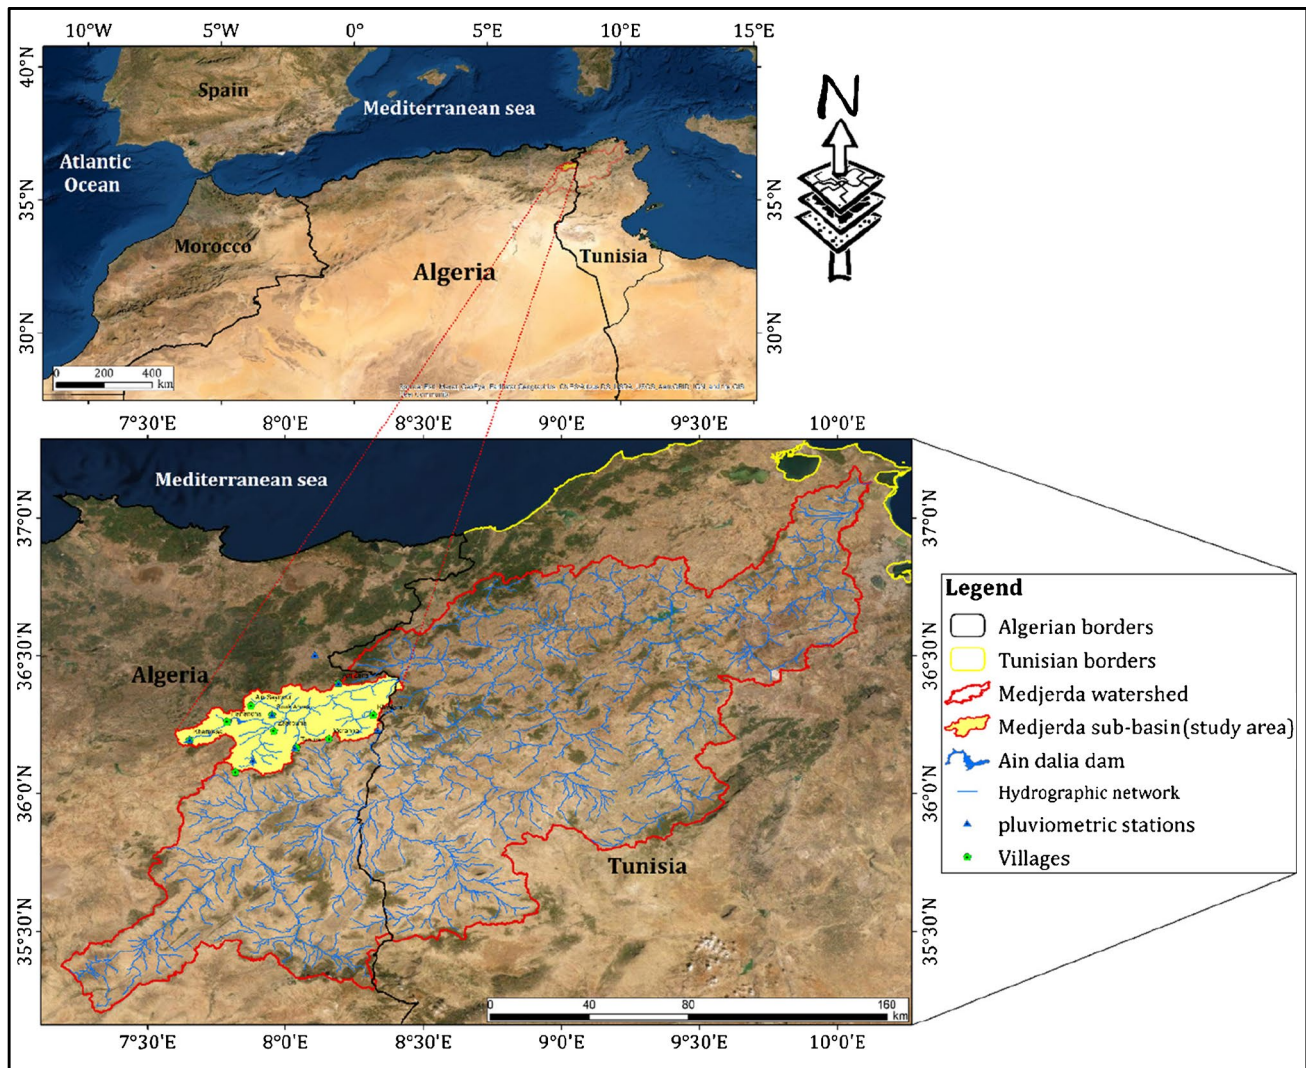 10°W 5°W 0° 5°E 10°E 15°E
40°N
Spain
Mediterranean sea
N
Atlantic
Ocean
35°N
35°N
Morocco
Algeria
Tunisia
30°N
30°N
0 200 400
km
7°30'E 8°0'E 8°30'E 9°0'E 9°30'E 10°0'E
Mediterranean sea
37°0'N
37°0'N
36°30'N
36°30'N
Algeria
36°0'N
36°0'N
Tunisia
35°30'N
35°30'N
0 40 80 160
km
7°30'E 8°0'E 8°30'E 9°0'E 9°30'E 10°0'E
Legend
Algerian borders
Tunisian borders
Medjerda watershed
Medjerda sub-basin(study area)
Ain dalia dam
Hydrographic network
pluviometric stations
Villages